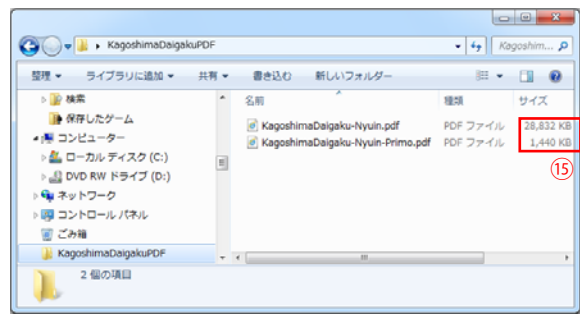 KagoshimaDaigakuPDF
Kagoshim...
整理 ライブラリに追加 共有 書き込む 新しいフォルダー
検索
保存したゲーム
コンピューター
ローカル ディスク (C:)
DVD RW ドライブ (D:)
ネットワーク
コントロール パネル
ごみ箱
KagoshimaDaigakuPDF
名前 種類 サイズ
KagoshimaDaigaku-Nyuin.pdf PDF ファイル 28,832 KB
KagoshimaDaigaku-Nyuin-Primo.pdf PDF ファイル 1,440 KB
⑮
2 個の項目